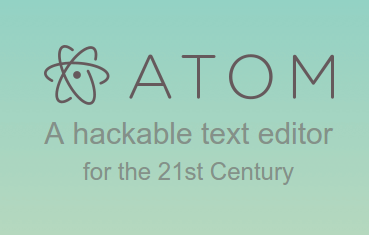 ATOM
A hackable text editor
for the 21st Century